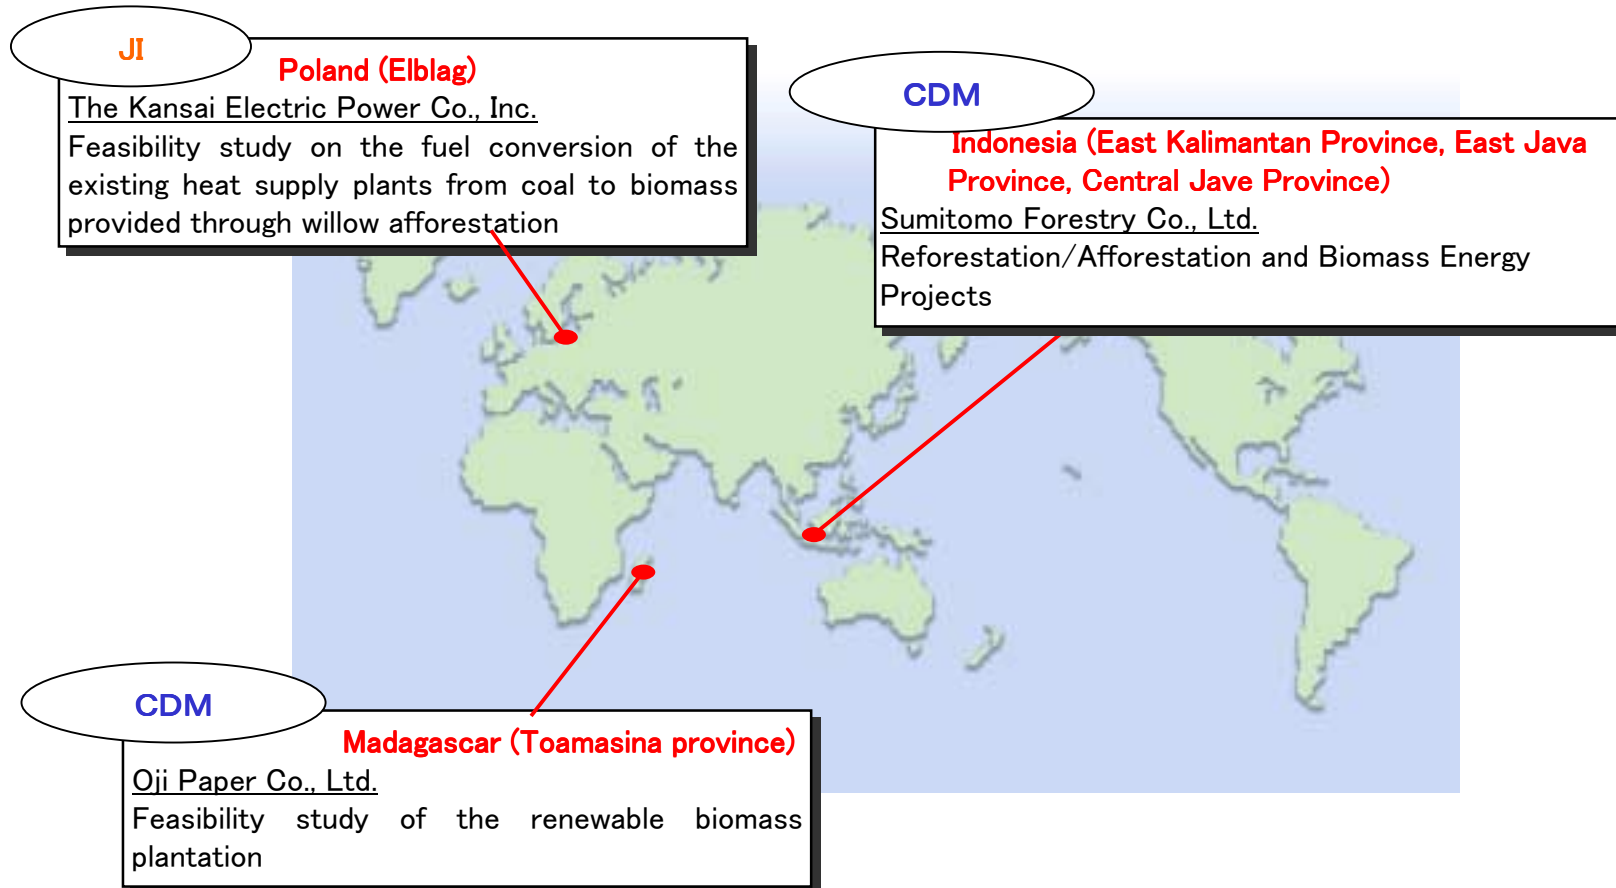 JI
Poland (Elblag)
The Kansai Electric Power Co., Inc.
Feasibility study on the fuel conversion of the
existing heat supply plants from coal to biomass
provided through willow afforestation
CDM
Indonesia (East Kalimantan Province, East Java
Province, Central Jave Province)
Sumitomo Forestry Co., Ltd.
Reforestation/Afforestation and Biomass Energy
Projects
CDM
Madagascar (Toamasina province)
Oji Paper Co., Ltd.
Feasibility study of the renewable biomass
plantation